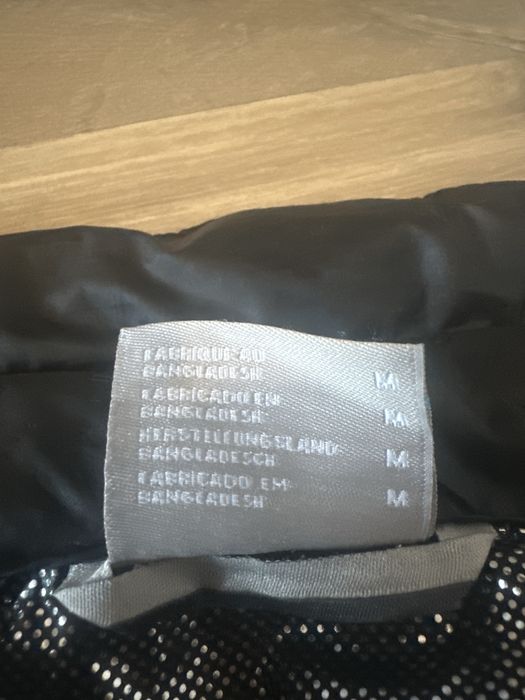 FABRIQUÉ AU
BANGLADESH M
FABRICADO EN
BANGLADESH M
HERSTELLUNGSLAND
BANGLADESCH M
FABRICADO EM
BANGLADESH M